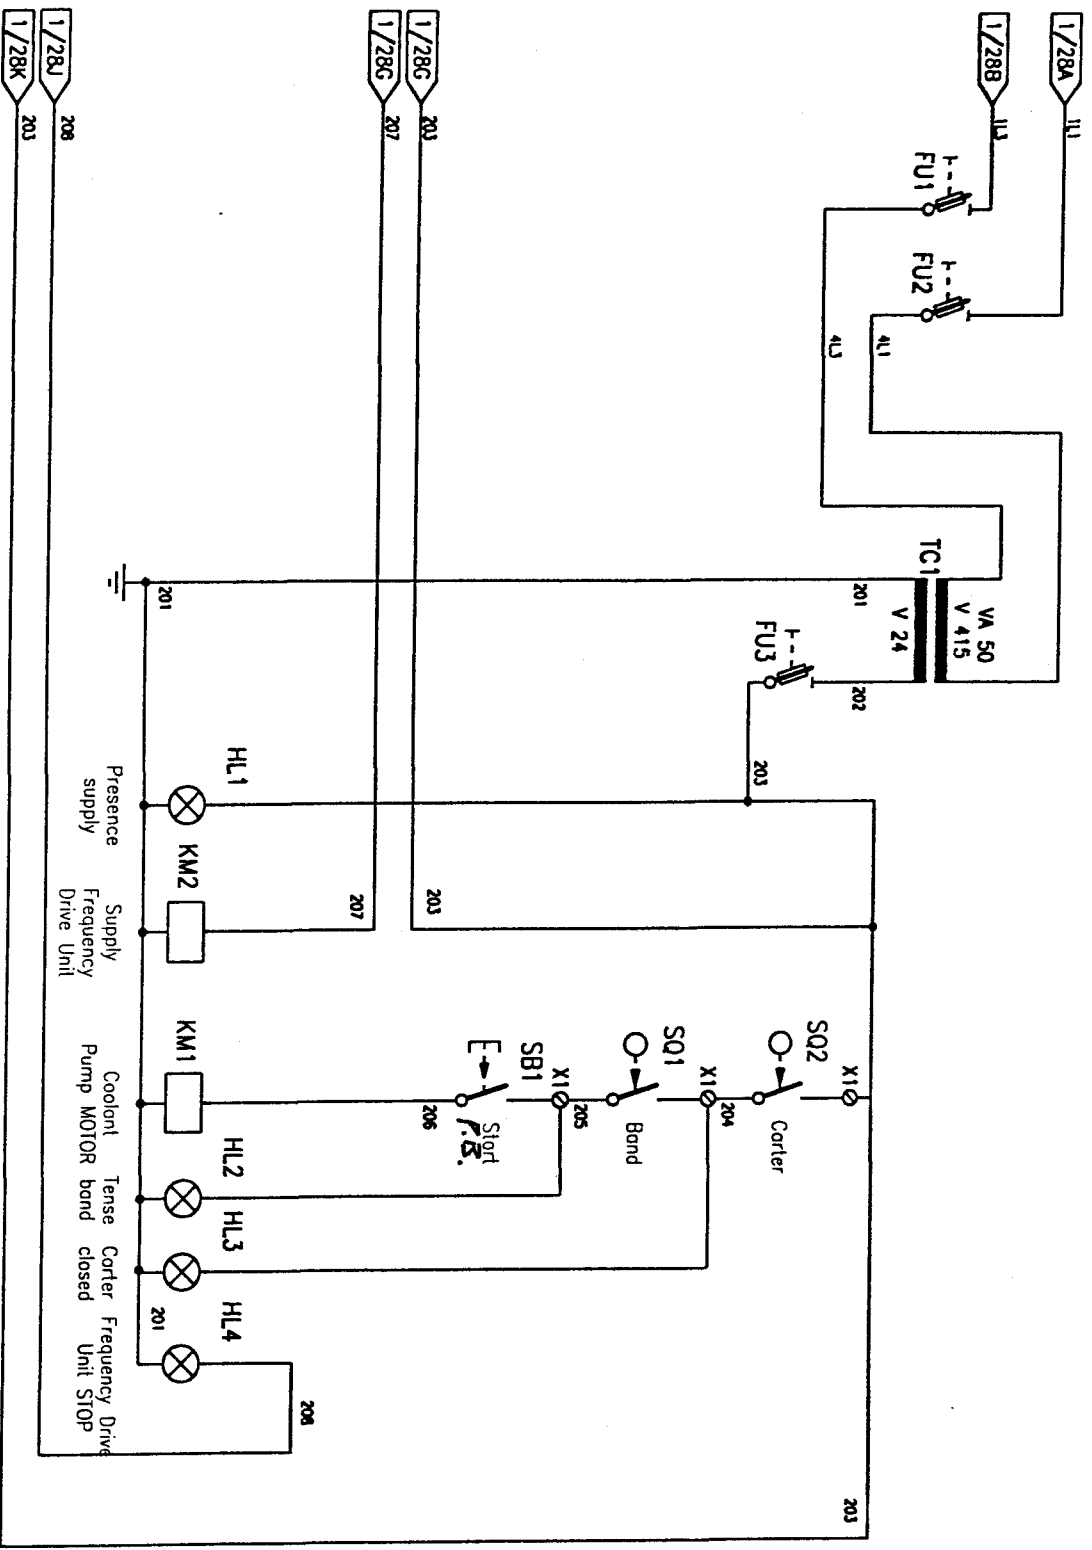 1/28A
1L1
1/28B
1L3
FU1
FU2
4L1
4L3
VA 50
V 415
TC1
V 24
201
202
FU3
203
X1
SQ2
Carter
X1
204
SQ1
Band
X1
205
SB1
Start
P.B.
206
203
1/28G
203
1/28G
207
203
207
HL1
KM2
KM1
HL2
HL3
HL4
208
201
201
Presence
supply
Supply
Frequency
Drive Unit
Coolant
Pump MOTOR
Tense
band
Carter
closed
Frequency Drive
Unit STOP
1/28J
208
1/28K
203